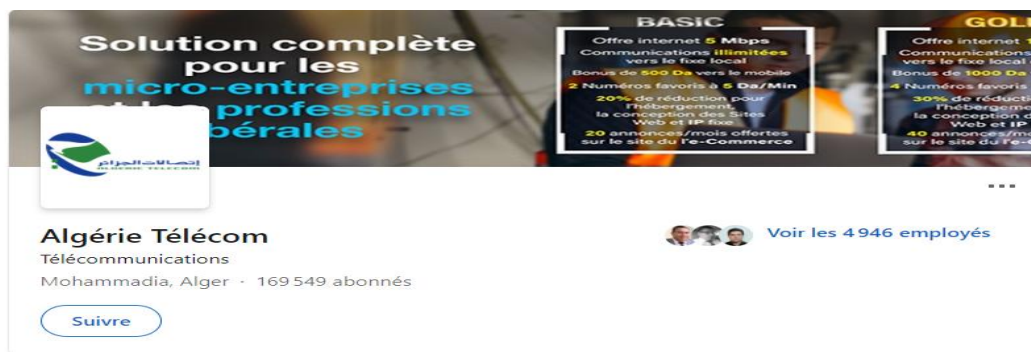 Solution complète
pour les
micro-entreprises
professions
bérales
BASIC
Offre internet 5 Mbps
Communications illimitées
vers le fixe local
Bonus de 500 Da vers le mobile
2 Numéros favoris à 5 Da/Min
20% de réduction pour
l'hébergement,
la conception des Sites
Web et IP fixe
20 annonces/mois offertes
sur le site du l'e-Commerce
GOL
Offre internet 1
Communications
vers le fixe loca
Bonus de 1000 Da
4 Numéros favoris
30% de réducti
l'hébergeme
la conception d
Web et IP
40 annonces/m
sur le site du l'e-
إتصالات الجزائر
ALGERIE TELECOM
Algérie Télécom
Télécommunications
Mohammadia, Alger · 169 549 abonnés
Suivre
Voir les 4 946 employés